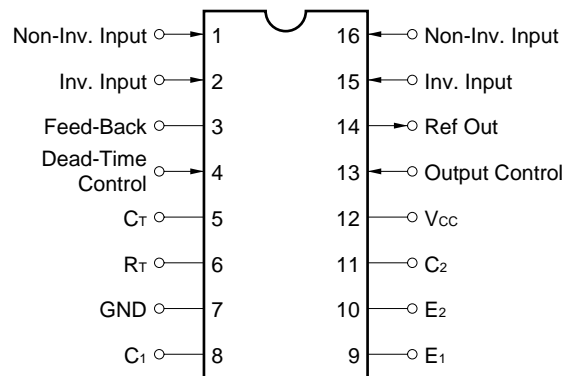 Non-Inv. Input 1 16 Non-Inv. Input
Inv. Input 2 15 Inv. Input
Feed-Back 3 14 Ref Out
Dead-Time
Control 4 13 Output Control
CT 5 12 VCC
RT 6 11 C2
GND 7 10 E2
C1 8 9 E1